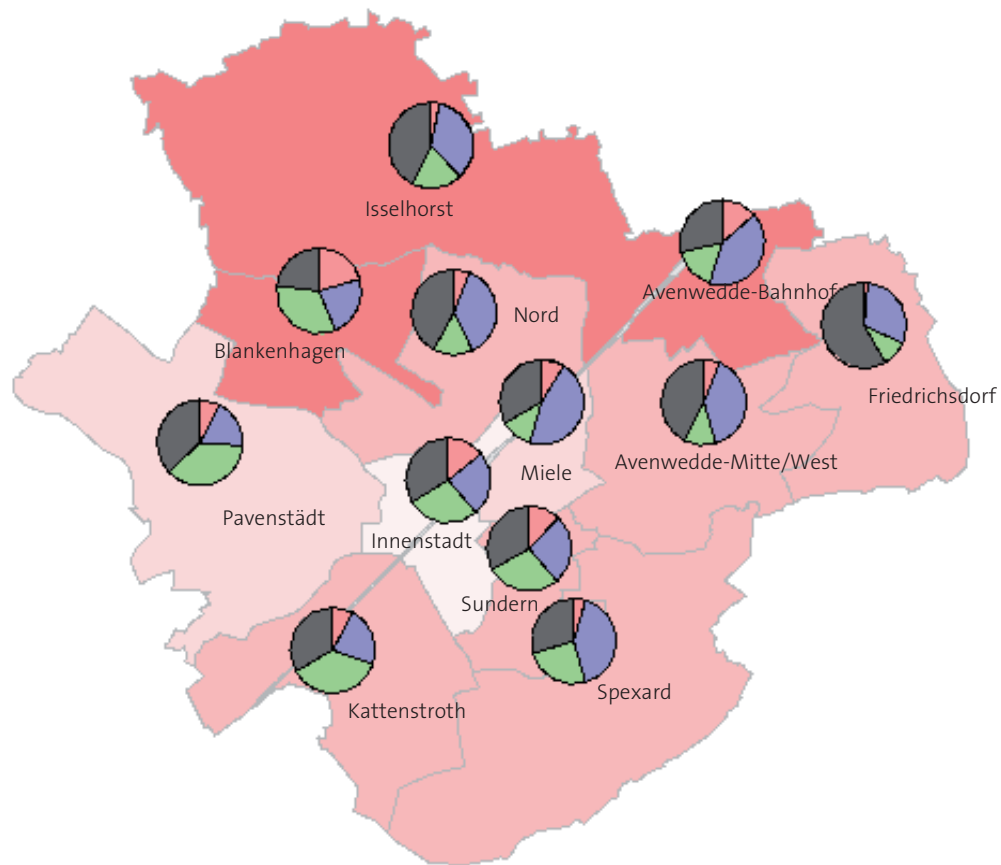 Isselhorst
Avenwedde-Bahnhof
Nord
Blankenhagen
Friedrichsdorf
Avenwedde-Mitte/West
Miele
Pavenstädt
Innenstadt
Sundern
Spexard
Kattenstroth